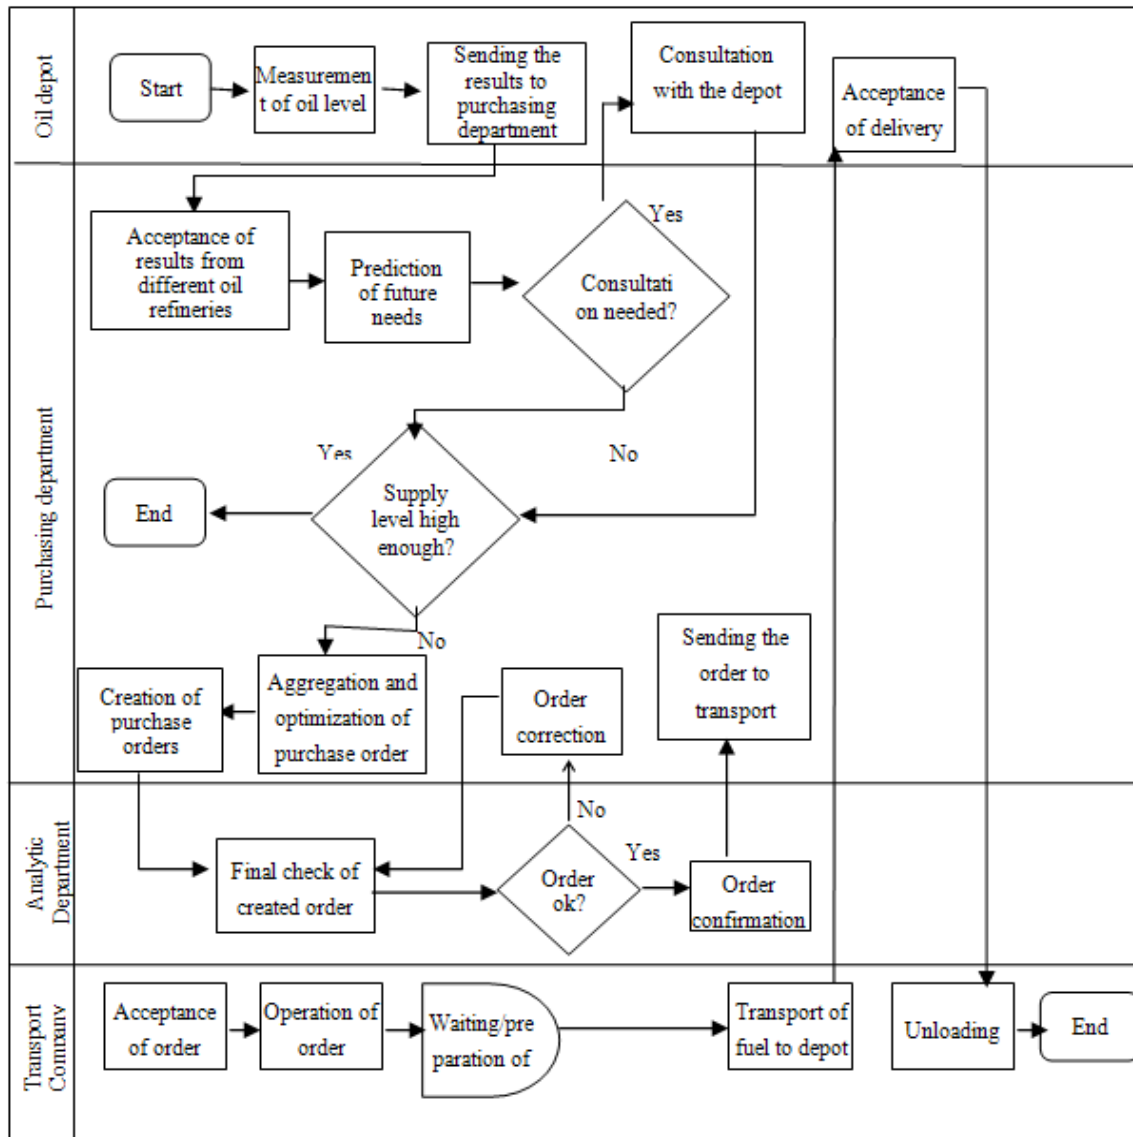 Oil depot
Start
Measuremen
t of oil level
Sending the
results to
purchasing
department
Consultation
with the depot
Acceptance
of delivery
Purchasing department
Acceptance of
results from
different oil
refineries
Prediction
of future
needs
Yes
Consultati
on needed?
Yes
No
End
Supply
level high
enough?
No
Sending the
order to
transport
Creation of
purchase
orders
Aggregation and
optimization of
purchase order
Order
correction
Analytic
Department
No
Final check of
created order
Order
ok?
Yes
Order
confirmation
Transport
Company
Acceptance
of order
Operation of
order
Waiting/pre
paration of
Transport of
fuel to depot
Unloading
End